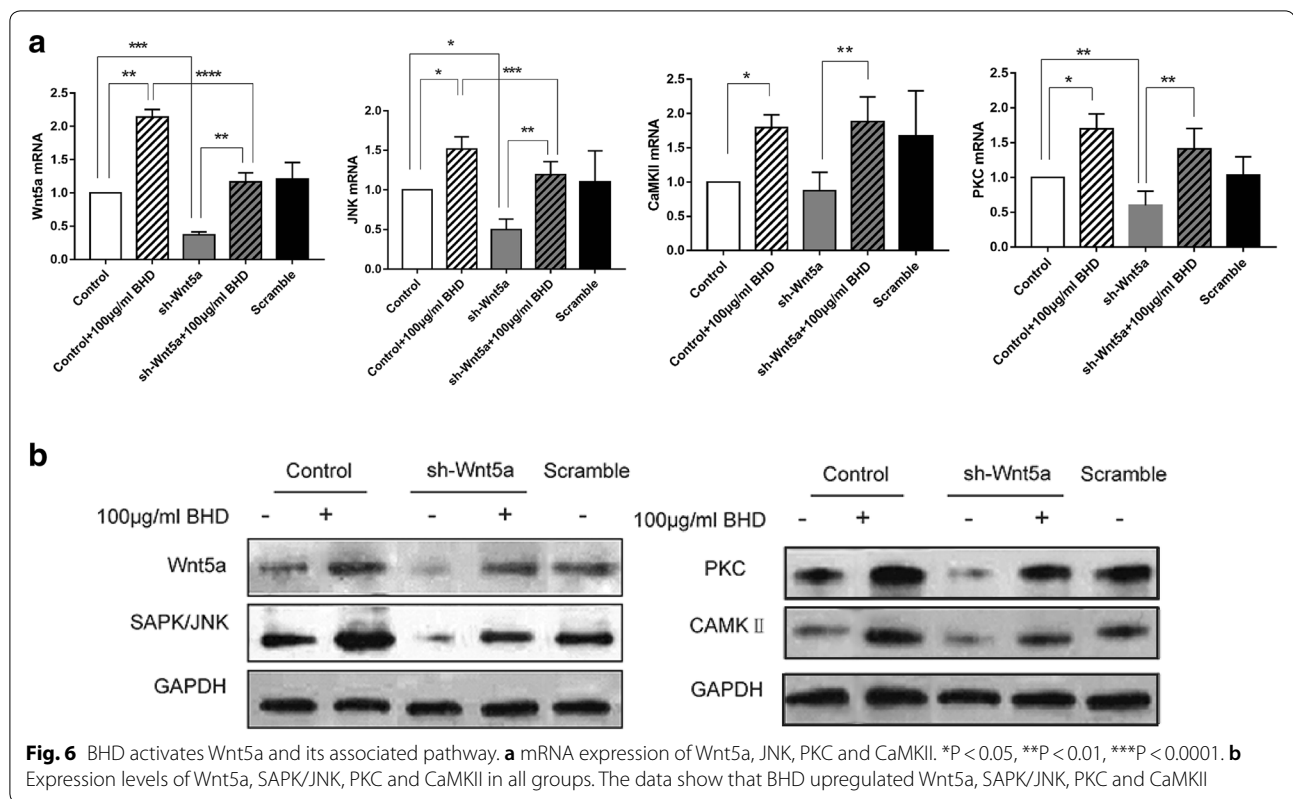 a
***
**
****
**
Wnt5a mRNA
2.5
2.0
1.5
1.0
0.5
0.0
Control
Control+100μg/ml BHD
sh-Wnt5a
sh-Wnt5a+100μg/ml BHD
Scramble
*
*
***
**
JNK mRNA
2.0
1.5
1.0
0.5
0.0
Control
Control+100μg/ml BHD
sh-Wnt5a
sh-Wnt5a+100μg/ml BHD
Scramble
*
**
CaMKII mRNA
2.5
2.0
1.5
1.0
0.5
0.0
Control
Control+100μg/ml BHD
sh-Wnt5a
sh-Wnt5a+100μg/ml BHD
Scramble
**
*
**
PKC mRNA
2.5
2.0
1.5
1.0
0.5
0.0
Control
Control+100μg/ml BHD
sh-Wnt5a
sh-Wnt5a+100μg/ml BHD
Scramble
b
Control sh-Wnt5a Scramble
100μg/ml BHD - + - + -
Wnt5a
SAPK/JNK
GAPDH
Control sh-Wnt5a Scramble
100μg/ml BHD - + - + -
PKC
CAMK Ⅱ
GAPDH
Fig. 6 BHD activates Wnt5a and its associated pathway. a mRNA expression of Wnt5a, JNK, PKC and CaMKII. *P < 0.05, **P < 0.01, ***P < 0.0001. b
Expression levels of Wnt5a, SAPK/JNK, PKC and CaMKII in all groups. The data show that BHD upregulated Wnt5a, SAPK/JNK, PKC and CaMKII